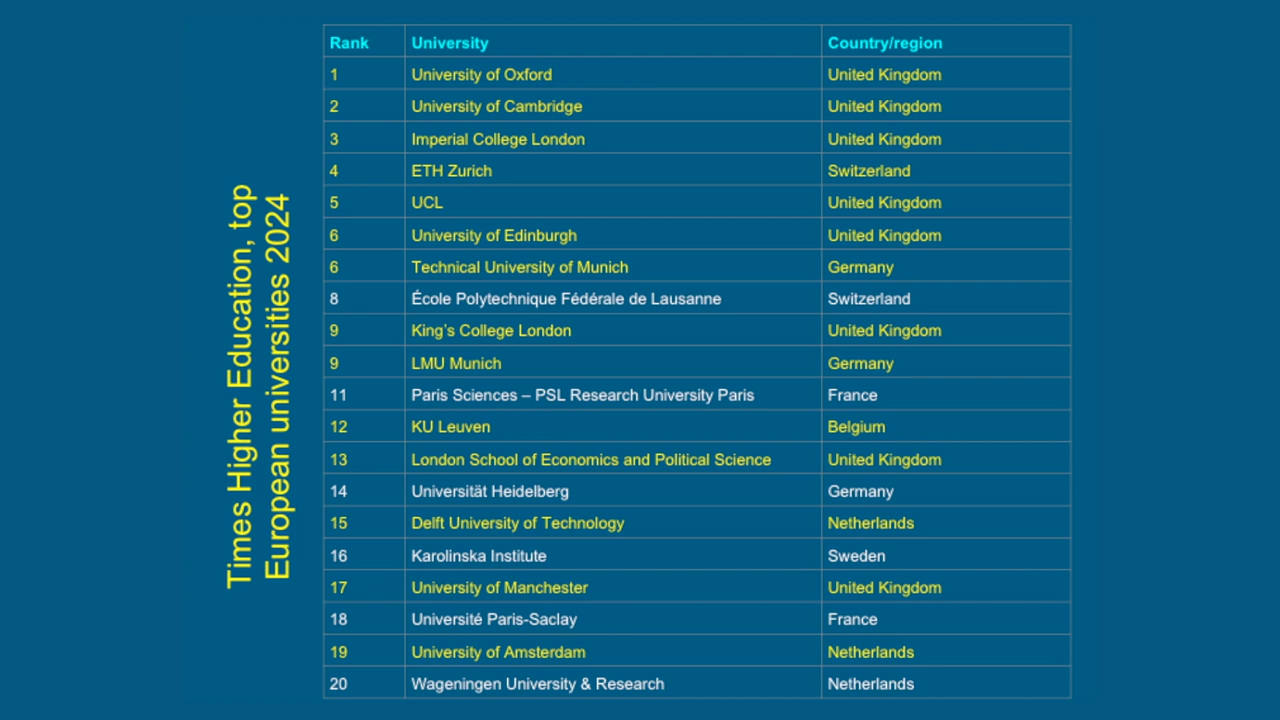 Times Higher Education, top
European universities 2024
Rank University Country/region
1 University of Oxford United Kingdom
2 University of Cambridge United Kingdom
3 Imperial College London United Kingdom
4 ETH Zurich Switzerland
5 UCL United Kingdom
6 University of Edinburgh United Kingdom
6 Technical University of Munich Germany
8 École Polytechnique Fédérale de Lausanne Switzerland
9 King’s College London United Kingdom
9 LMU Munich Germany
11 Paris Sciences – PSL Research University Paris France
12 KU Leuven Belgium
13 London School of Economics and Political Science United Kingdom
14 Universität Heidelberg Germany
15 Delft University of Technology Netherlands
16 Karolinska Institute Sweden
17 University of Manchester United Kingdom
18 Université Paris-Saclay France
19 University of Amsterdam Netherlands
20 Wageningen University & Research Netherlands